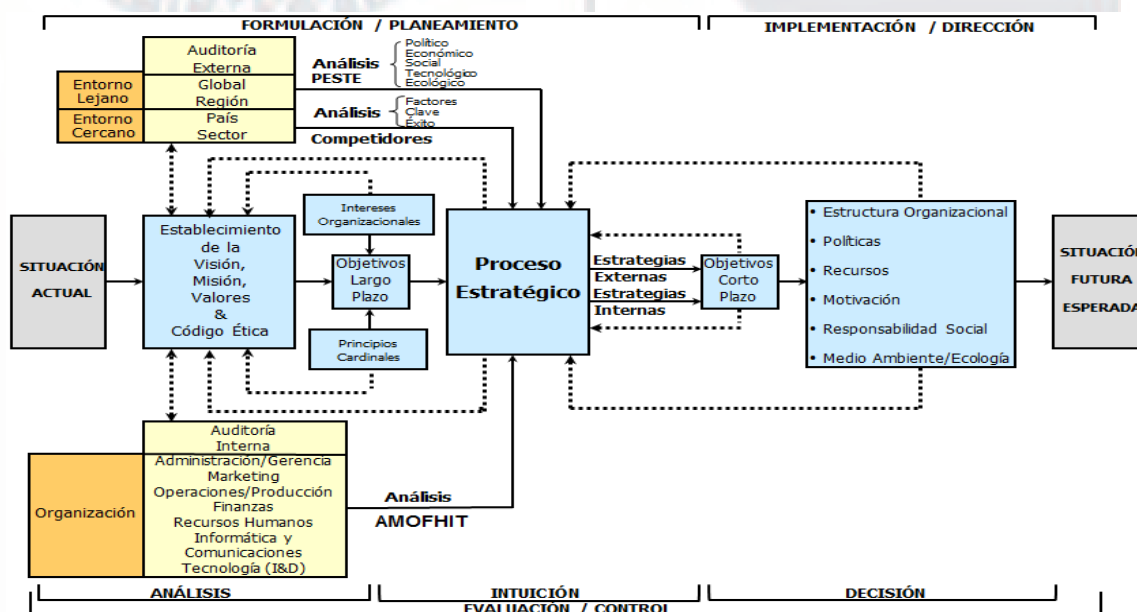 FORMULACIÓN / PLANEAMIENTO
IMPLEMENTACIÓN / DIRECCIÓN
Auditoría
Externa
Entorno
Lejano
Global
Región
Entorno
Cercano
País
Sector
Análisis
PESTE
Político
Económico
Social
Tecnológico
Ecológico
Análisis
Competidores
Factores
Clave
Éxito
SITUACIÓN
ACTUAL
Establecimiento
de la
Visión,
Misión,
Valores
&
Código Ética
Intereses
Organizacionales
Objetivos
Largo
Plazo
Principios
Cardinales
Proceso
Estratégico
Estrategias
Externas
Estrategias
Internas
Objetivos
Corto
Plazo
• Estructura Organizacional
• Políticas
• Recursos
• Motivación
• Responsabilidad Social
• Medio Ambiente/Ecología
SITUACIÓN
FUTURA
ESPERADA
Organización
Auditoría
Interna
Administración/Gerencia
Marketing
Operaciones/Producción
Finanzas
Recursos Humanos
Informática y
Comunicaciones
Tecnología (I&D)
Análisis
AMOFHIT
ANÁLISIS
INTUICIÓN
DECISIÓN
EVALUACIÓN / CONTROL